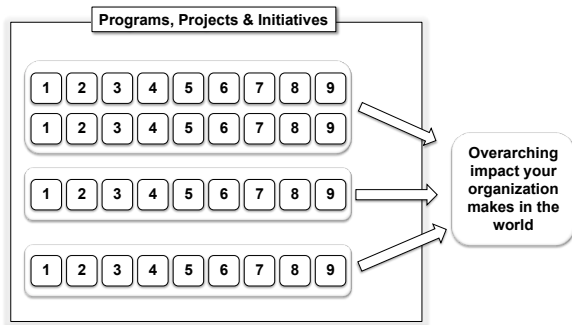 Programs, Projects & Initiatives
1 2 3 4 5 6 7 8 9
1 2 3 4 5 6 7 8 9
1 2 3 4 5 6 7 8 9
1 2 3 4 5 6 7 8 9
Overarching
impact your
organization
makes in the
world